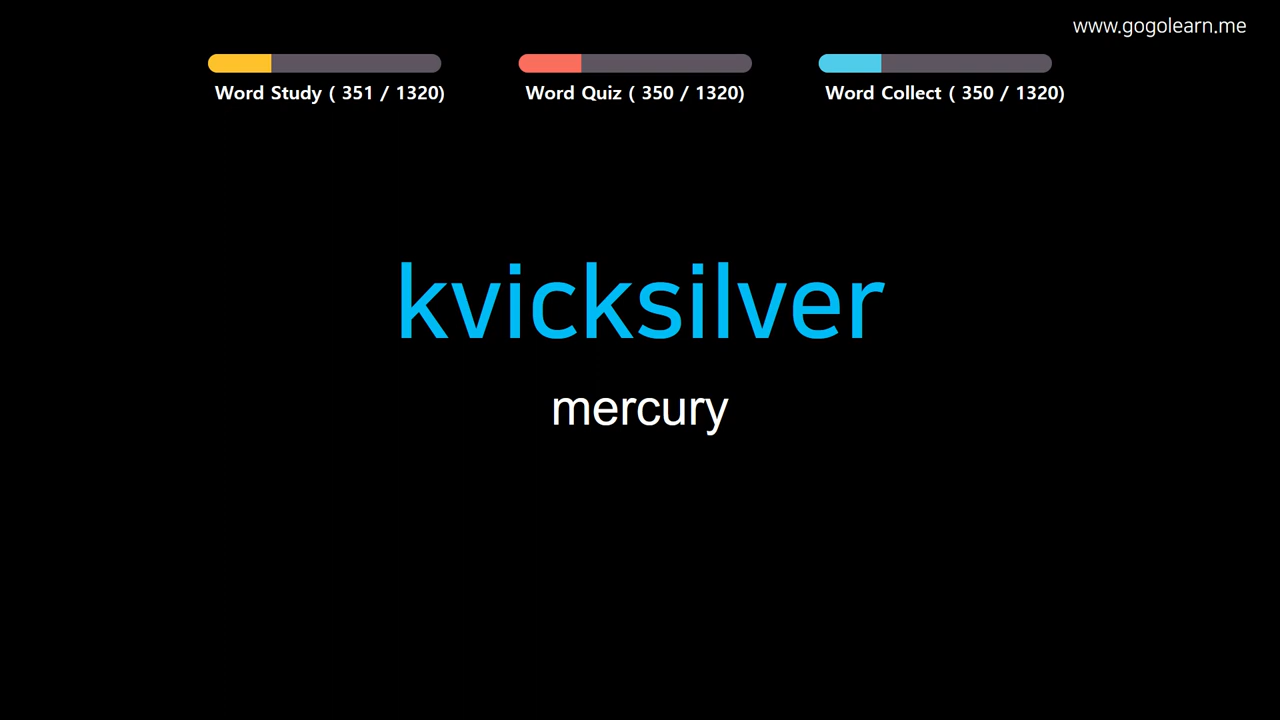 www.gogolearn.me
Word Study ( 351 / 1320)
Word Quiz ( 350 / 1320)
Word Collect ( 350 / 1320)
kvicksilver
mercury